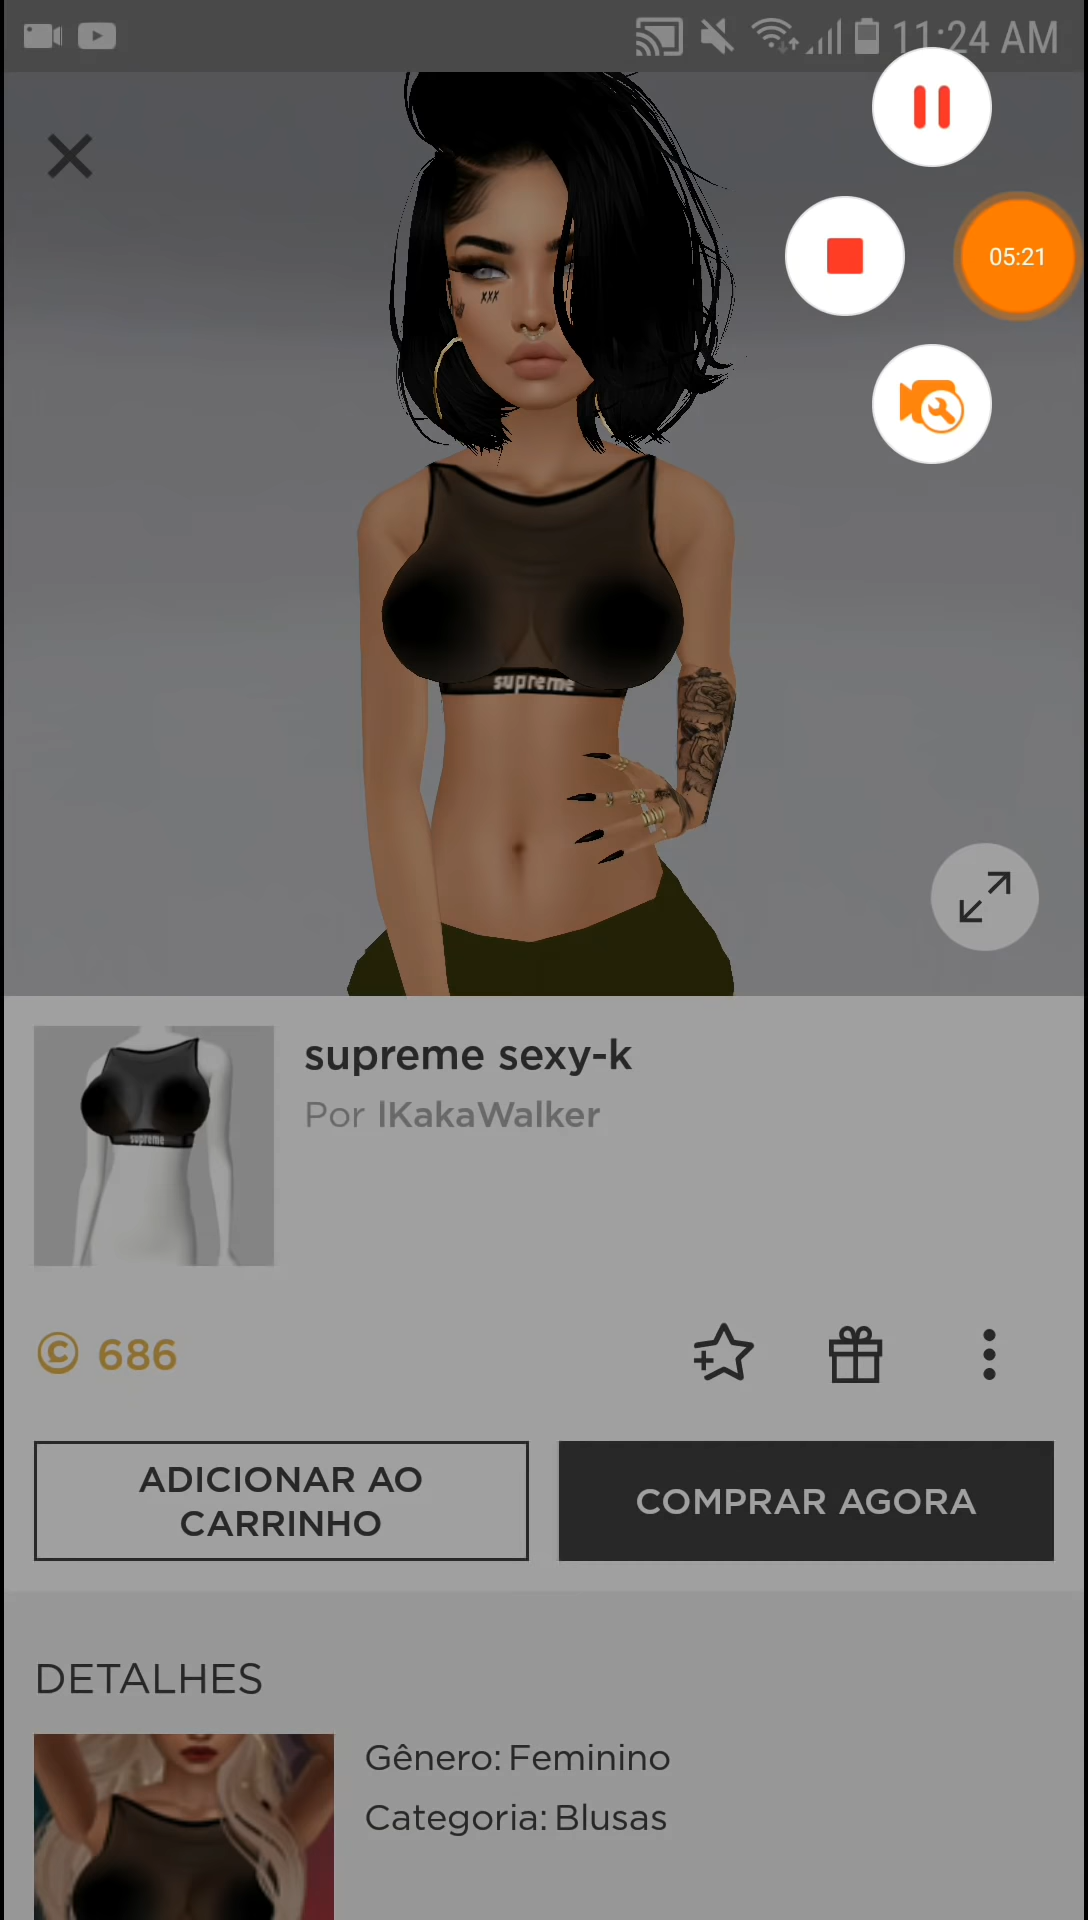 11:24 AM
05:21
xxx
supreme
supreme sexy-k
Por lKakaWalker
supreme
© 686
ADICIONAR AO
CARRINHO
COMPRAR AGORA
DETALHES
Gênero: Feminino
Categoria: Blusas